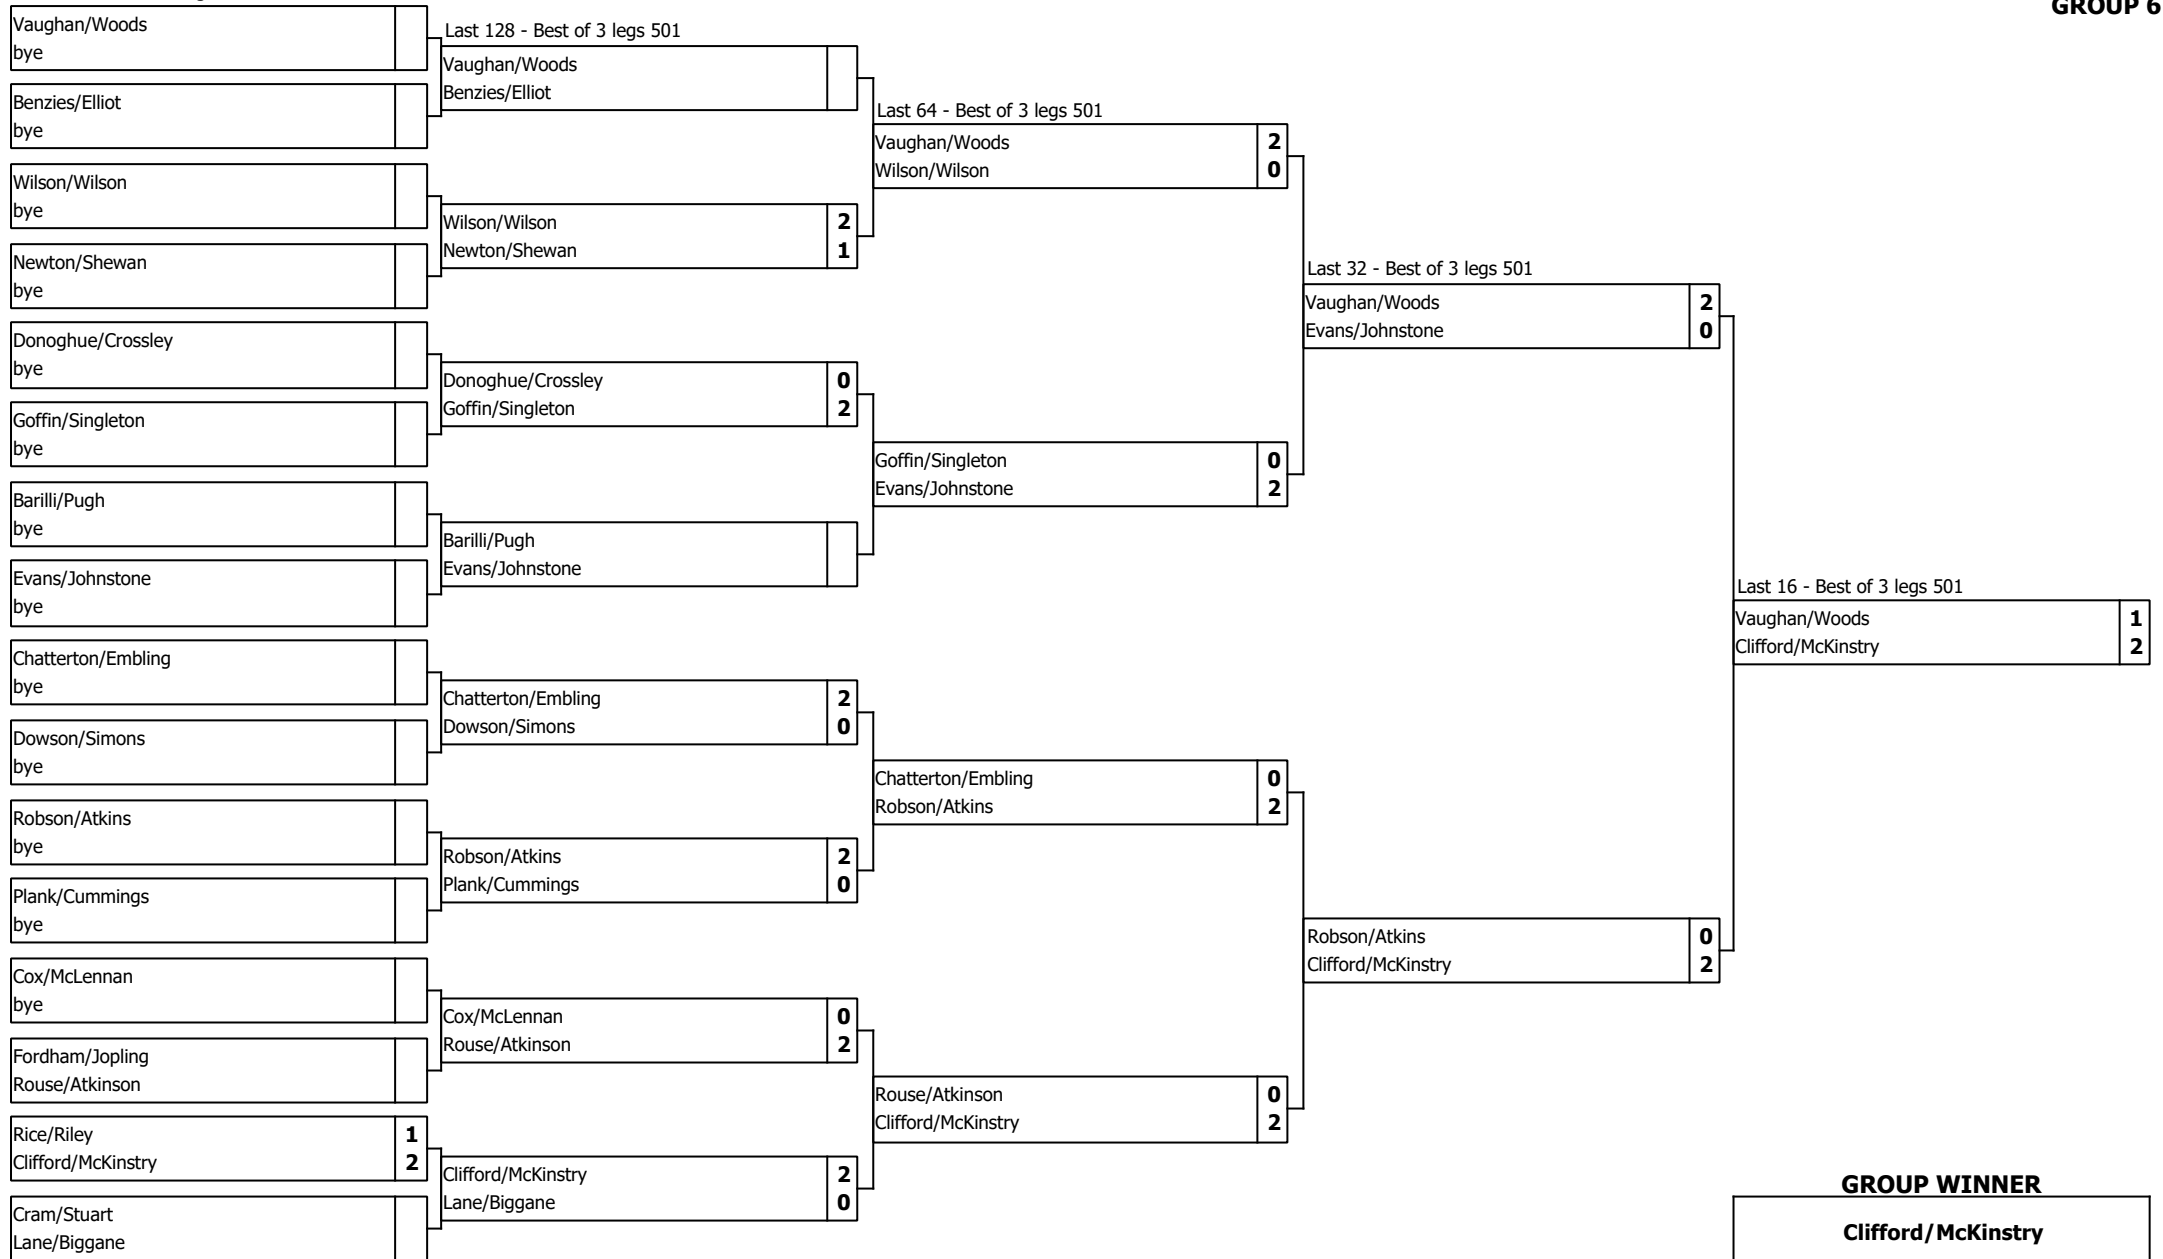 GROUP 6
Vaughan/Woods
bye
Benzies/Elliot
bye
Wilson/Wilson
bye
Newton/Shewan
bye
Donoghue/Crossley
bye
Goffin/Singleton
bye
Barilli/Pugh
bye
Evans/Johnstone
bye
Chatterton/Embling
bye
Dowson/Simons
bye
Robson/Atkins
bye
Plank/Cummings
bye
Cox/McLennan
bye
Fordham/Jopling
Rouse/Atkinson
Rice/Riley 1
Clifford/McKinstry 2
Cram/Stuart
Lane/Biggane
Last 128 - Best of 3 legs 501
Vaughan/Woods
Benzies/Elliot
Wilson/Wilson 2
Newton/Shewan 1
Donoghue/Crossley 0
Goffin/Singleton 2
Barilli/Pugh
Evans/Johnstone
Chatterton/Embling 2
Dowson/Simons 0
Robson/Atkins 2
Plank/Cummings 0
Cox/McLennan 0
Rouse/Atkinson 2
Clifford/McKinstry 2
Lane/Biggane 0
Last 64 - Best of 3 legs 501
Vaughan/Woods 2
Wilson/Wilson 0
Goffin/Singleton 0
Evans/Johnstone 2
Chatterton/Embling 0
Robson/Atkins 2
Rouse/Atkinson 0
Clifford/McKinstry 2
Last 32 - Best of 3 legs 501
Vaughan/Woods 2
Evans/Johnstone 0
Robson/Atkins 0
Clifford/McKinstry 2
Last 16 - Best of 3 legs 501
Vaughan/Woods 1
Clifford/McKinstry 2
GROUP WINNER
Clifford/McKinstry